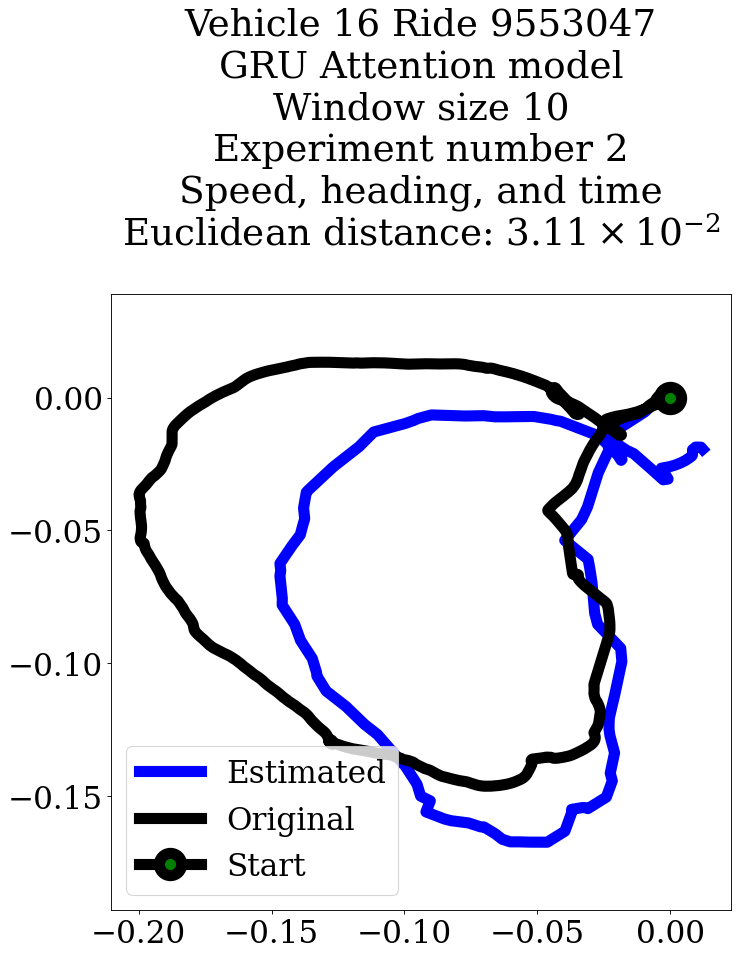 Vehicle 16 Ride 9553047
GRU Attention model
Window size 10
Experiment number 2
Speed, heading, and time
Euclidean distance: 3.11 × 10⁻²
0.00
−0.05
−0.10
−0.15
Estimated
Original
Start
−0.20 −0.15 −0.10 −0.05 0.00